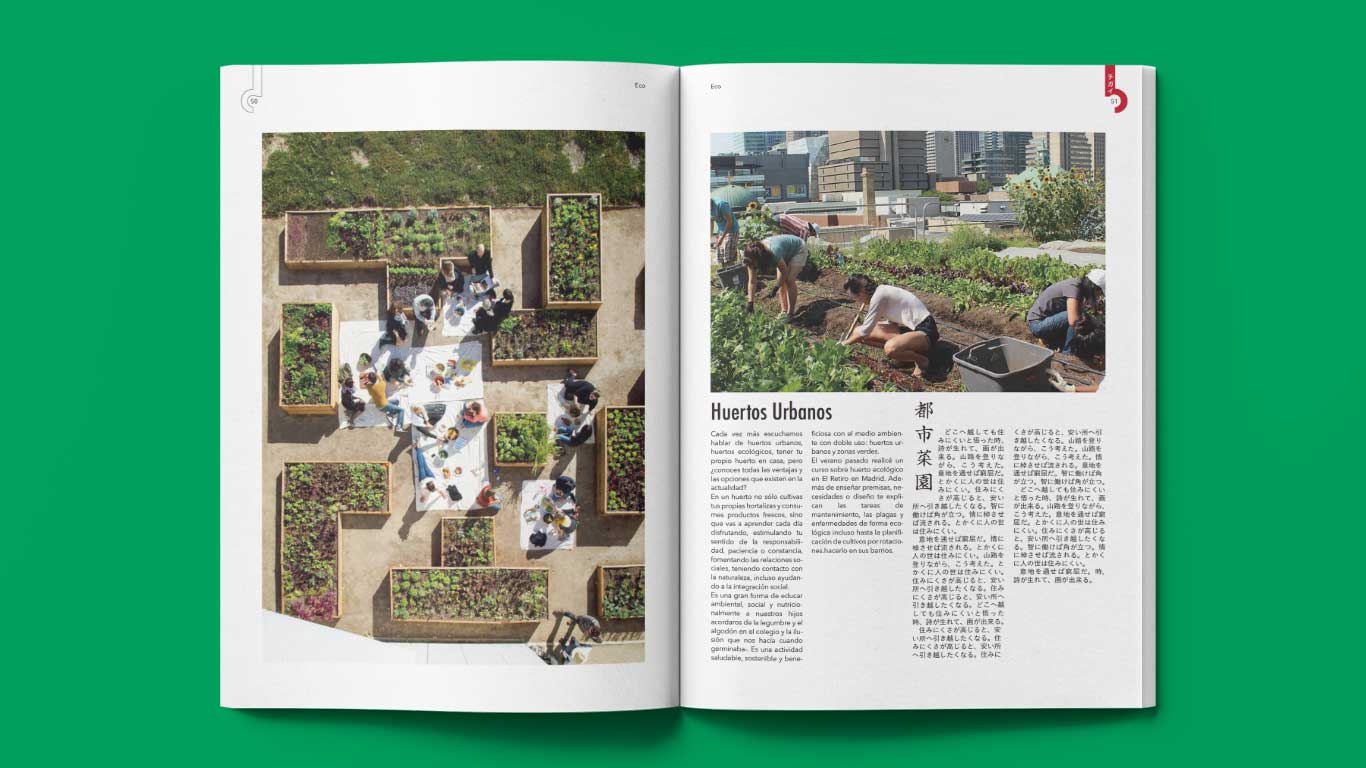 50
Eco
Eco
チガイ
51
Huertos Urbanos
Cada vez más escuchamos
hablar de huertos urbanos,
huertos ecológicos, tener tu
propio huerto en casa, pero
¿conoces todas las ventajas y
las opciones que existen en la
actualidad?
En un huerto no sólo cultivas
tus propias hortalizas y consu-
mes productos frescos, sino
que vas a aprender cada día
disfrutando, estimulando tu
sentido de la responsabili-
dad, paciencia o constancia,
fomentando las relaciones so-
ciales, teniendo contacto con
la naturaleza, incluso ayudan-
do a la integración social.
Es una gran forma de educar
ambiental, social y nutricio-
nalmente a nuestros hijos
acordaros de la legumbre y el
algodón en el colegio y la ilu-
sión que nos hacía cuando
germinaba. Es una actividad
saludable, sostenible y bene-
ficiosa con el medio ambien-
te con doble uso: huertos ur-
banos y zonas verdes.
El verano pasado realicé un
curso sobre huerto ecológico
en El Retiro en Madrid. Ade-
más de enseñar premisas, ne-
cesidades o diseño te expli-
can las tareas de
mantenimiento, las plagas y
enfermedades de forma eco-
lógica incluso hasta la planifi-
cación de cultivos por rotacio-
nes.hacerlo en sus barrios.
都市菜園
どこへ越しても住
みにくいと悟った時、
詩が生れて、画が出
来る。山路を登りな
がら、こう考えた。
意地を通せば窮屈だ。
とかくに人の世は住
みにくい。住みにく
さが高じると、安い
所へ引き越したくなる。智に
働けば角が立つ。情に棹させ
ば流される。とかくに人の世
は住みにくい。
意地を通せば窮屈だ。情に
棹させば流される。とかくに
人の世は住みにくい。山路を
登りながら、こう考えた。と
かくに人の世は住みにくい。
住みにくさが高じると、安い
所へ引き越したくなる。住み
にくさが高じると、安い所へ
引き越したくなる。どこへ越
しても住みにくいと悟った
時、詩が生れて、画が出来る。
住みにくさが高じると、安
い所へ引き越したくなる。住
みにくさが高じると、安い所
へ引き越したくなる。住みに
くさが高じると、安い所へ引
き越したくなる。山路を登り
ながら、こう考えた。山路を
登りながら、こう考えた。情
に棹させば流される。意地を
通せば窮屈だ。智に働けば角
が立つ。智に働けば角が立つ。
どこへ越しても住みにくい
と悟った時、詩が生れて、画
が出来る。山路を登りながら、
こう考えた。意地を通せば窮
屈だ。とかくに人の世は住み
にくい。住みにくさが高じる
と、安い所へ引き越したくな
る。智に働けば角が立つ。情
に棹させば流される。とかく
に人の世は住みにくい。
意地を通せば窮屈だ。時、
詩が生れて、画が出来る。